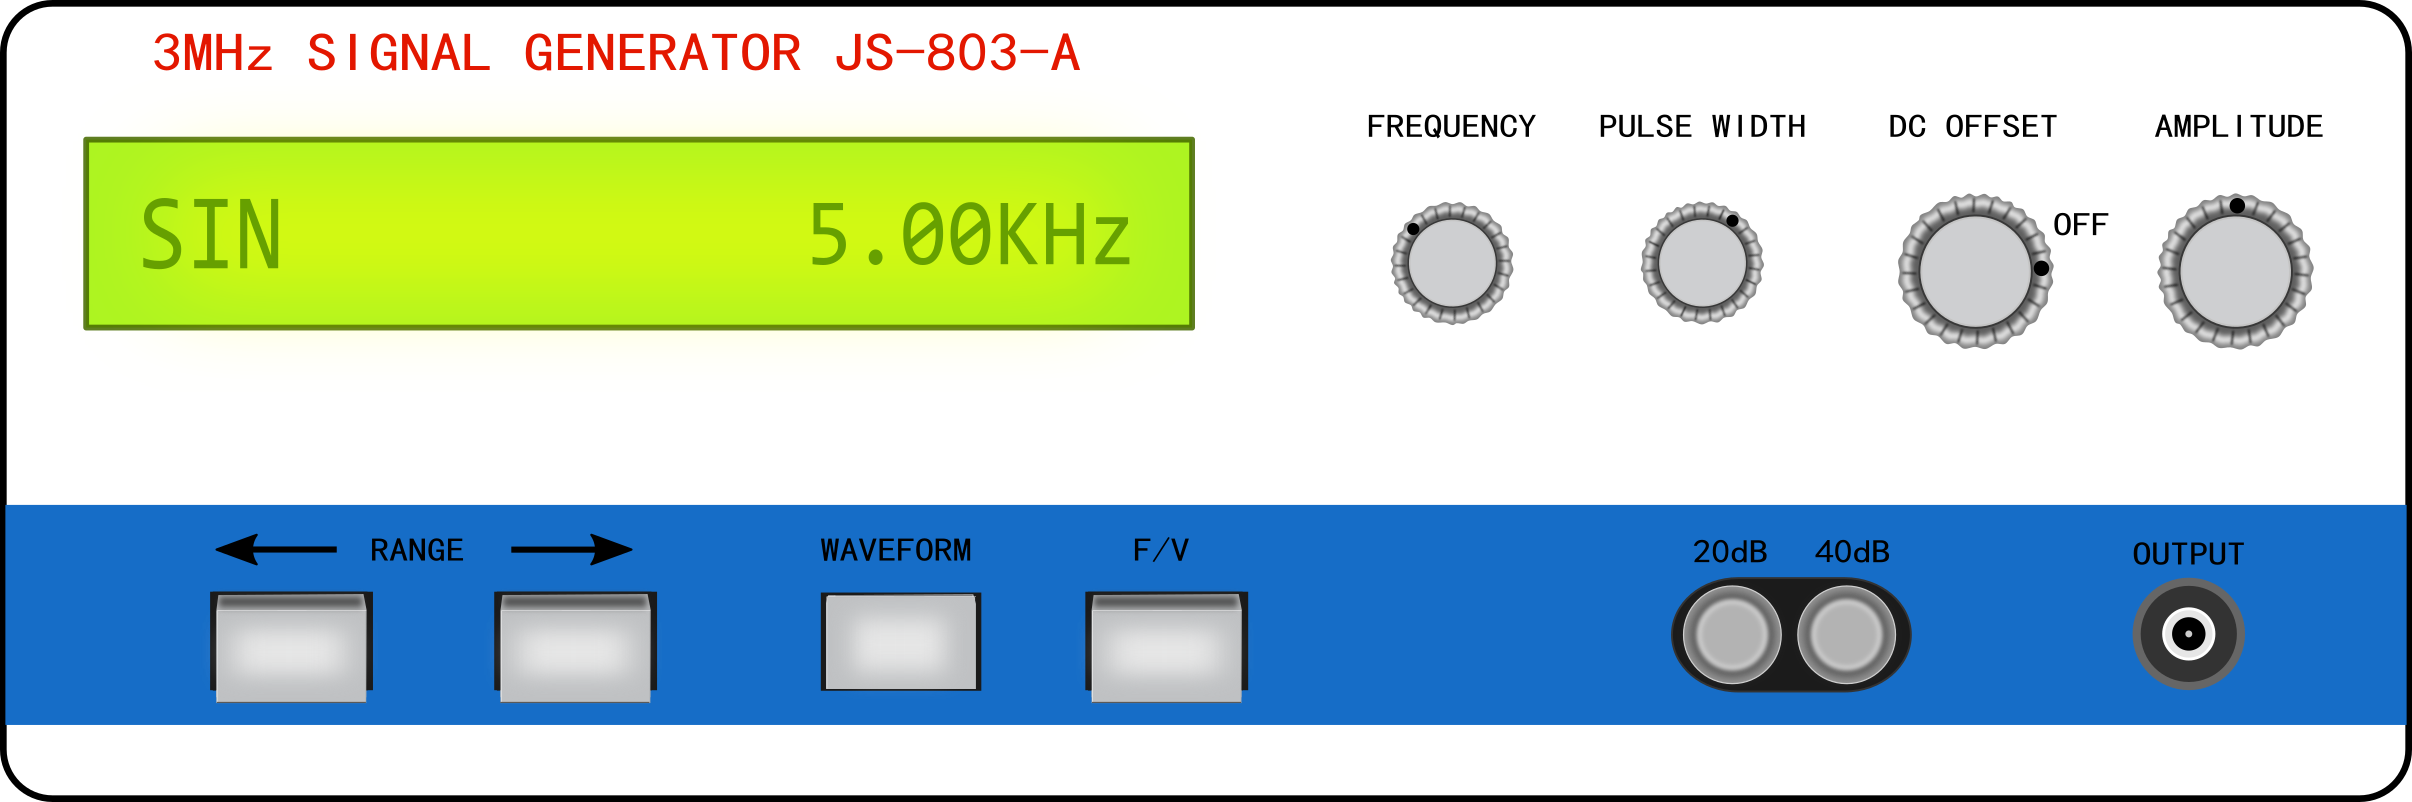 3MHz SIGNAL GENERATOR JS-803-A
FREQUENCY PULSE WIDTH DC OFFSET AMPLITUDE
SIN 5.00KHz
OFF
RANGE WAVEFORM F/V 20dB 40dB OUTPUT